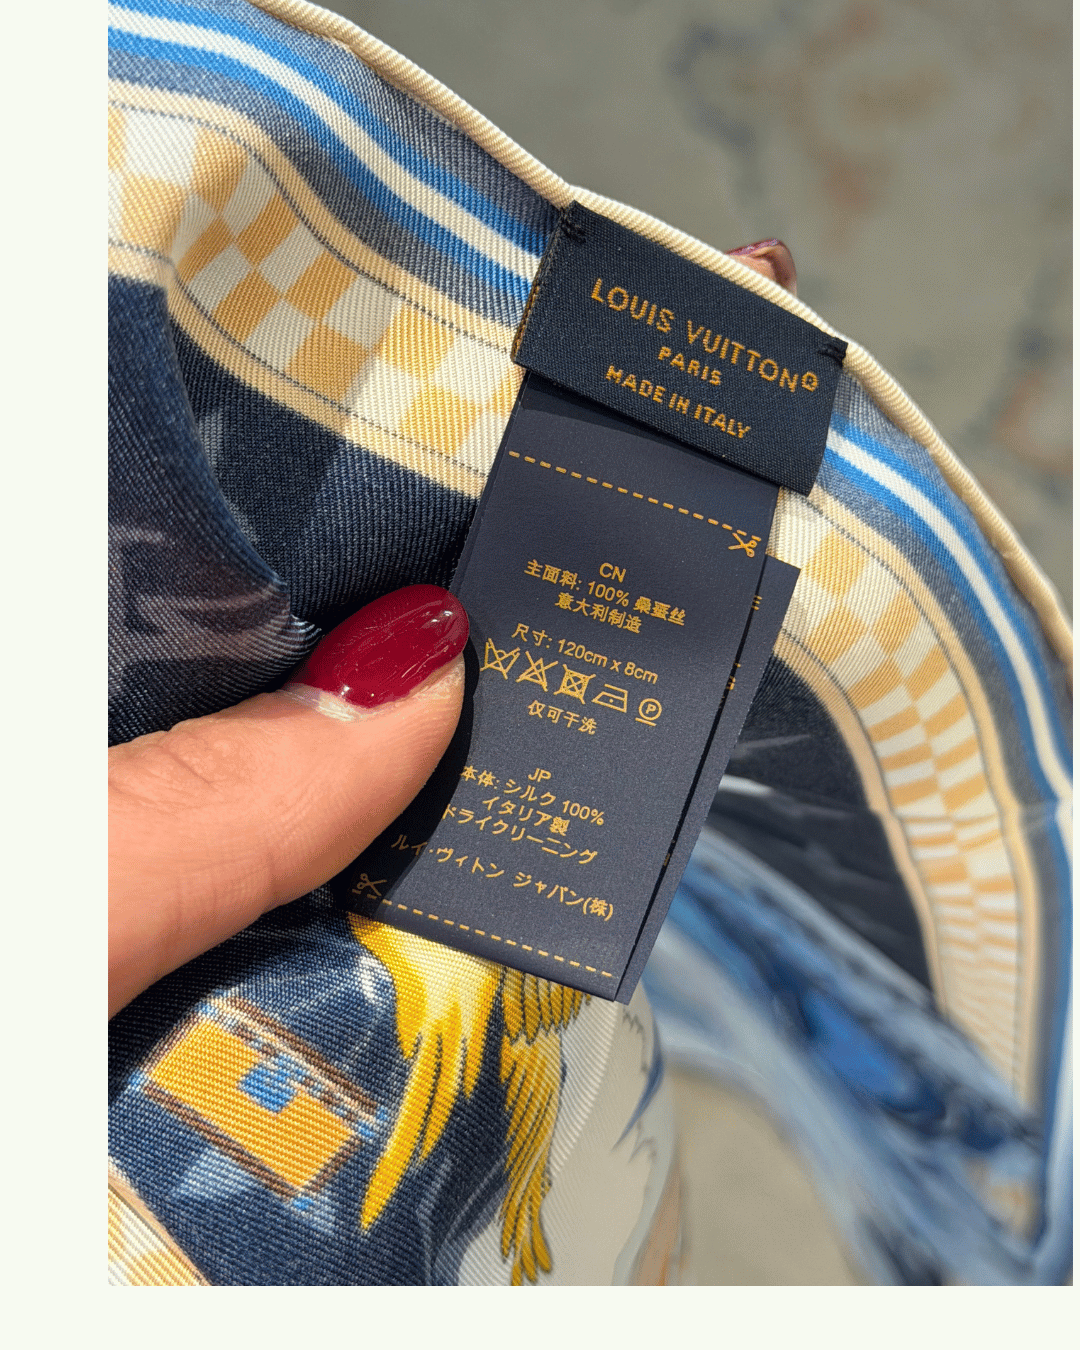 LOUIS VUITTON®
PARIS
MADE IN ITALY
CN
主面料: 100% 桑蚕丝
意大利制造
尺寸: 120cm x 8cm
P
仅可干洗
JP
本体: シルク 100%
イタリア製
ドライクリーニング
ルイ·ヴィトン ジャパン(株)